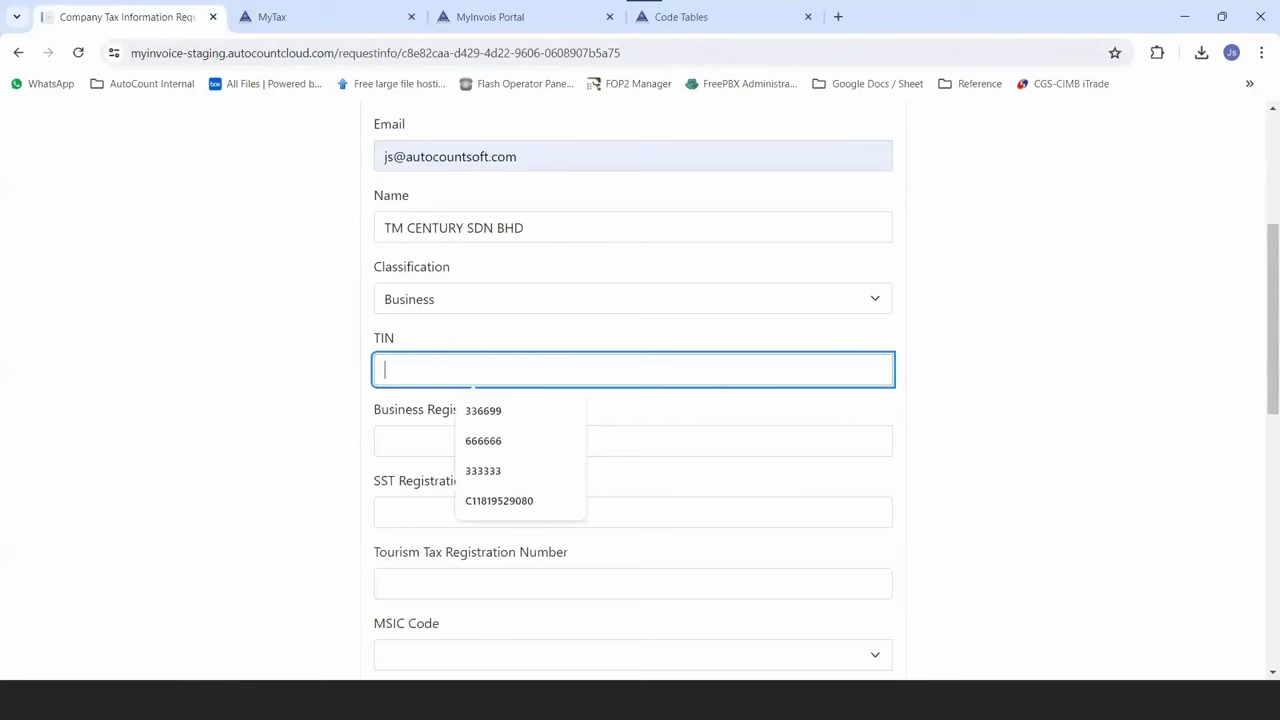 Company Tax Information Requ
MyTax
MyInvois Portal
Code Tables
myinvoice-staging.autocountcloud.com/requestinfo/c8e82caa-d429-4d22-9606-0608907b5a75
Js
WhatsApp
AutoCount Internal
All Files | Powered b...
Free large file hosti...
Flash Operator Pane...
FOP2 Manager
FreePBX Administra...
Google Docs / Sheet
Reference
CGS-CIMB iTrade
Email
js@autocountsoft.com
Name
TM CENTURY SDN BHD
Classification
Business
TIN
Business Regis
336699
666666
333333
C11819529080
SST Registrati
Tourism Tax Registration Number
MSIC Code